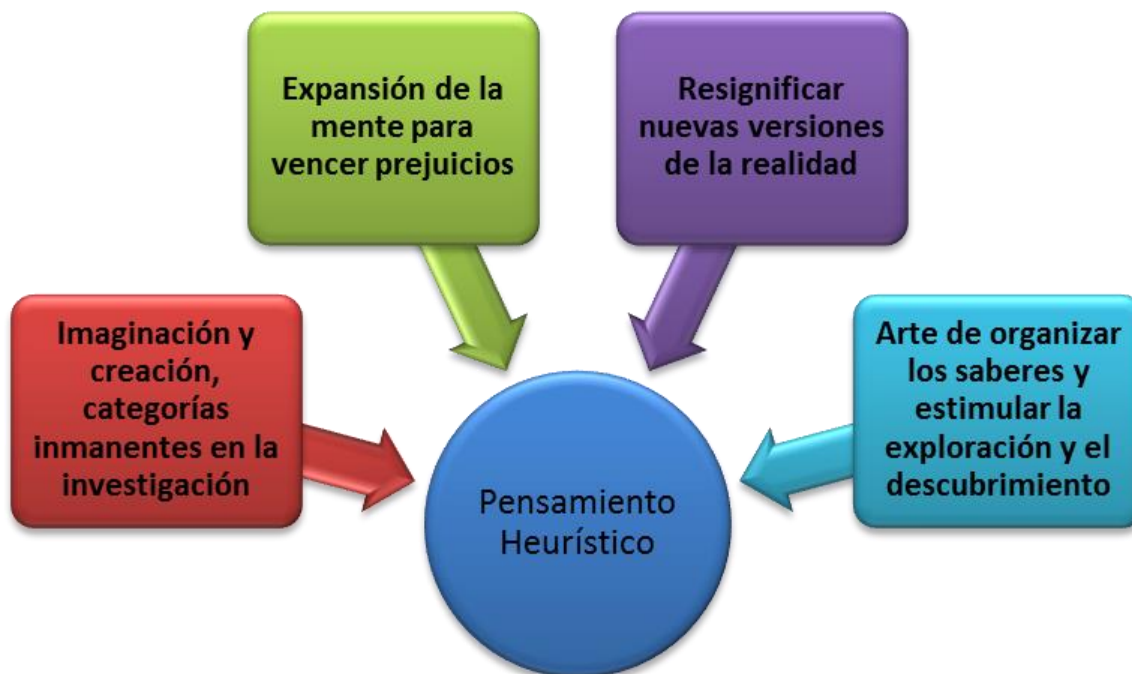 Expansión de la
mente para
vencer prejuicios
Resignificar
nuevas versiones
de la realidad
Imaginación y
creación,
categorías
inmanentes en la
investigación
Arte de organizar
los saberes y
estimular la
exploración y el
descubrimiento
Pensamiento
Heurístico